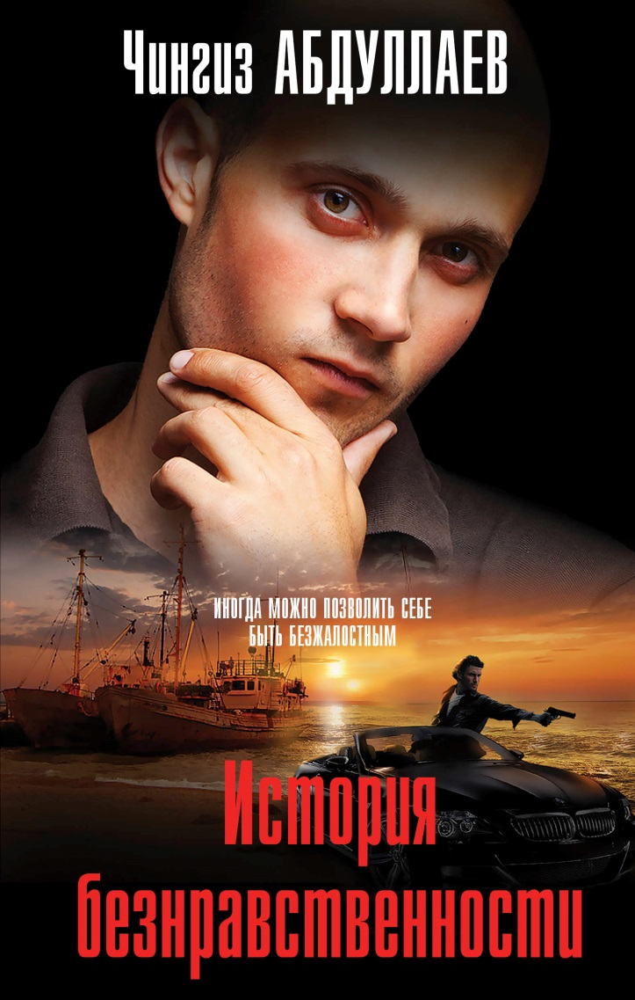 Чингиз АБДУЛЛАЕВ
ИНОГДА МОЖНО ПОЗВОЛИТЬ СЕБЕ
БЫТЬ БЕЗЖАЛОСТНЫМ
История
безнравственности